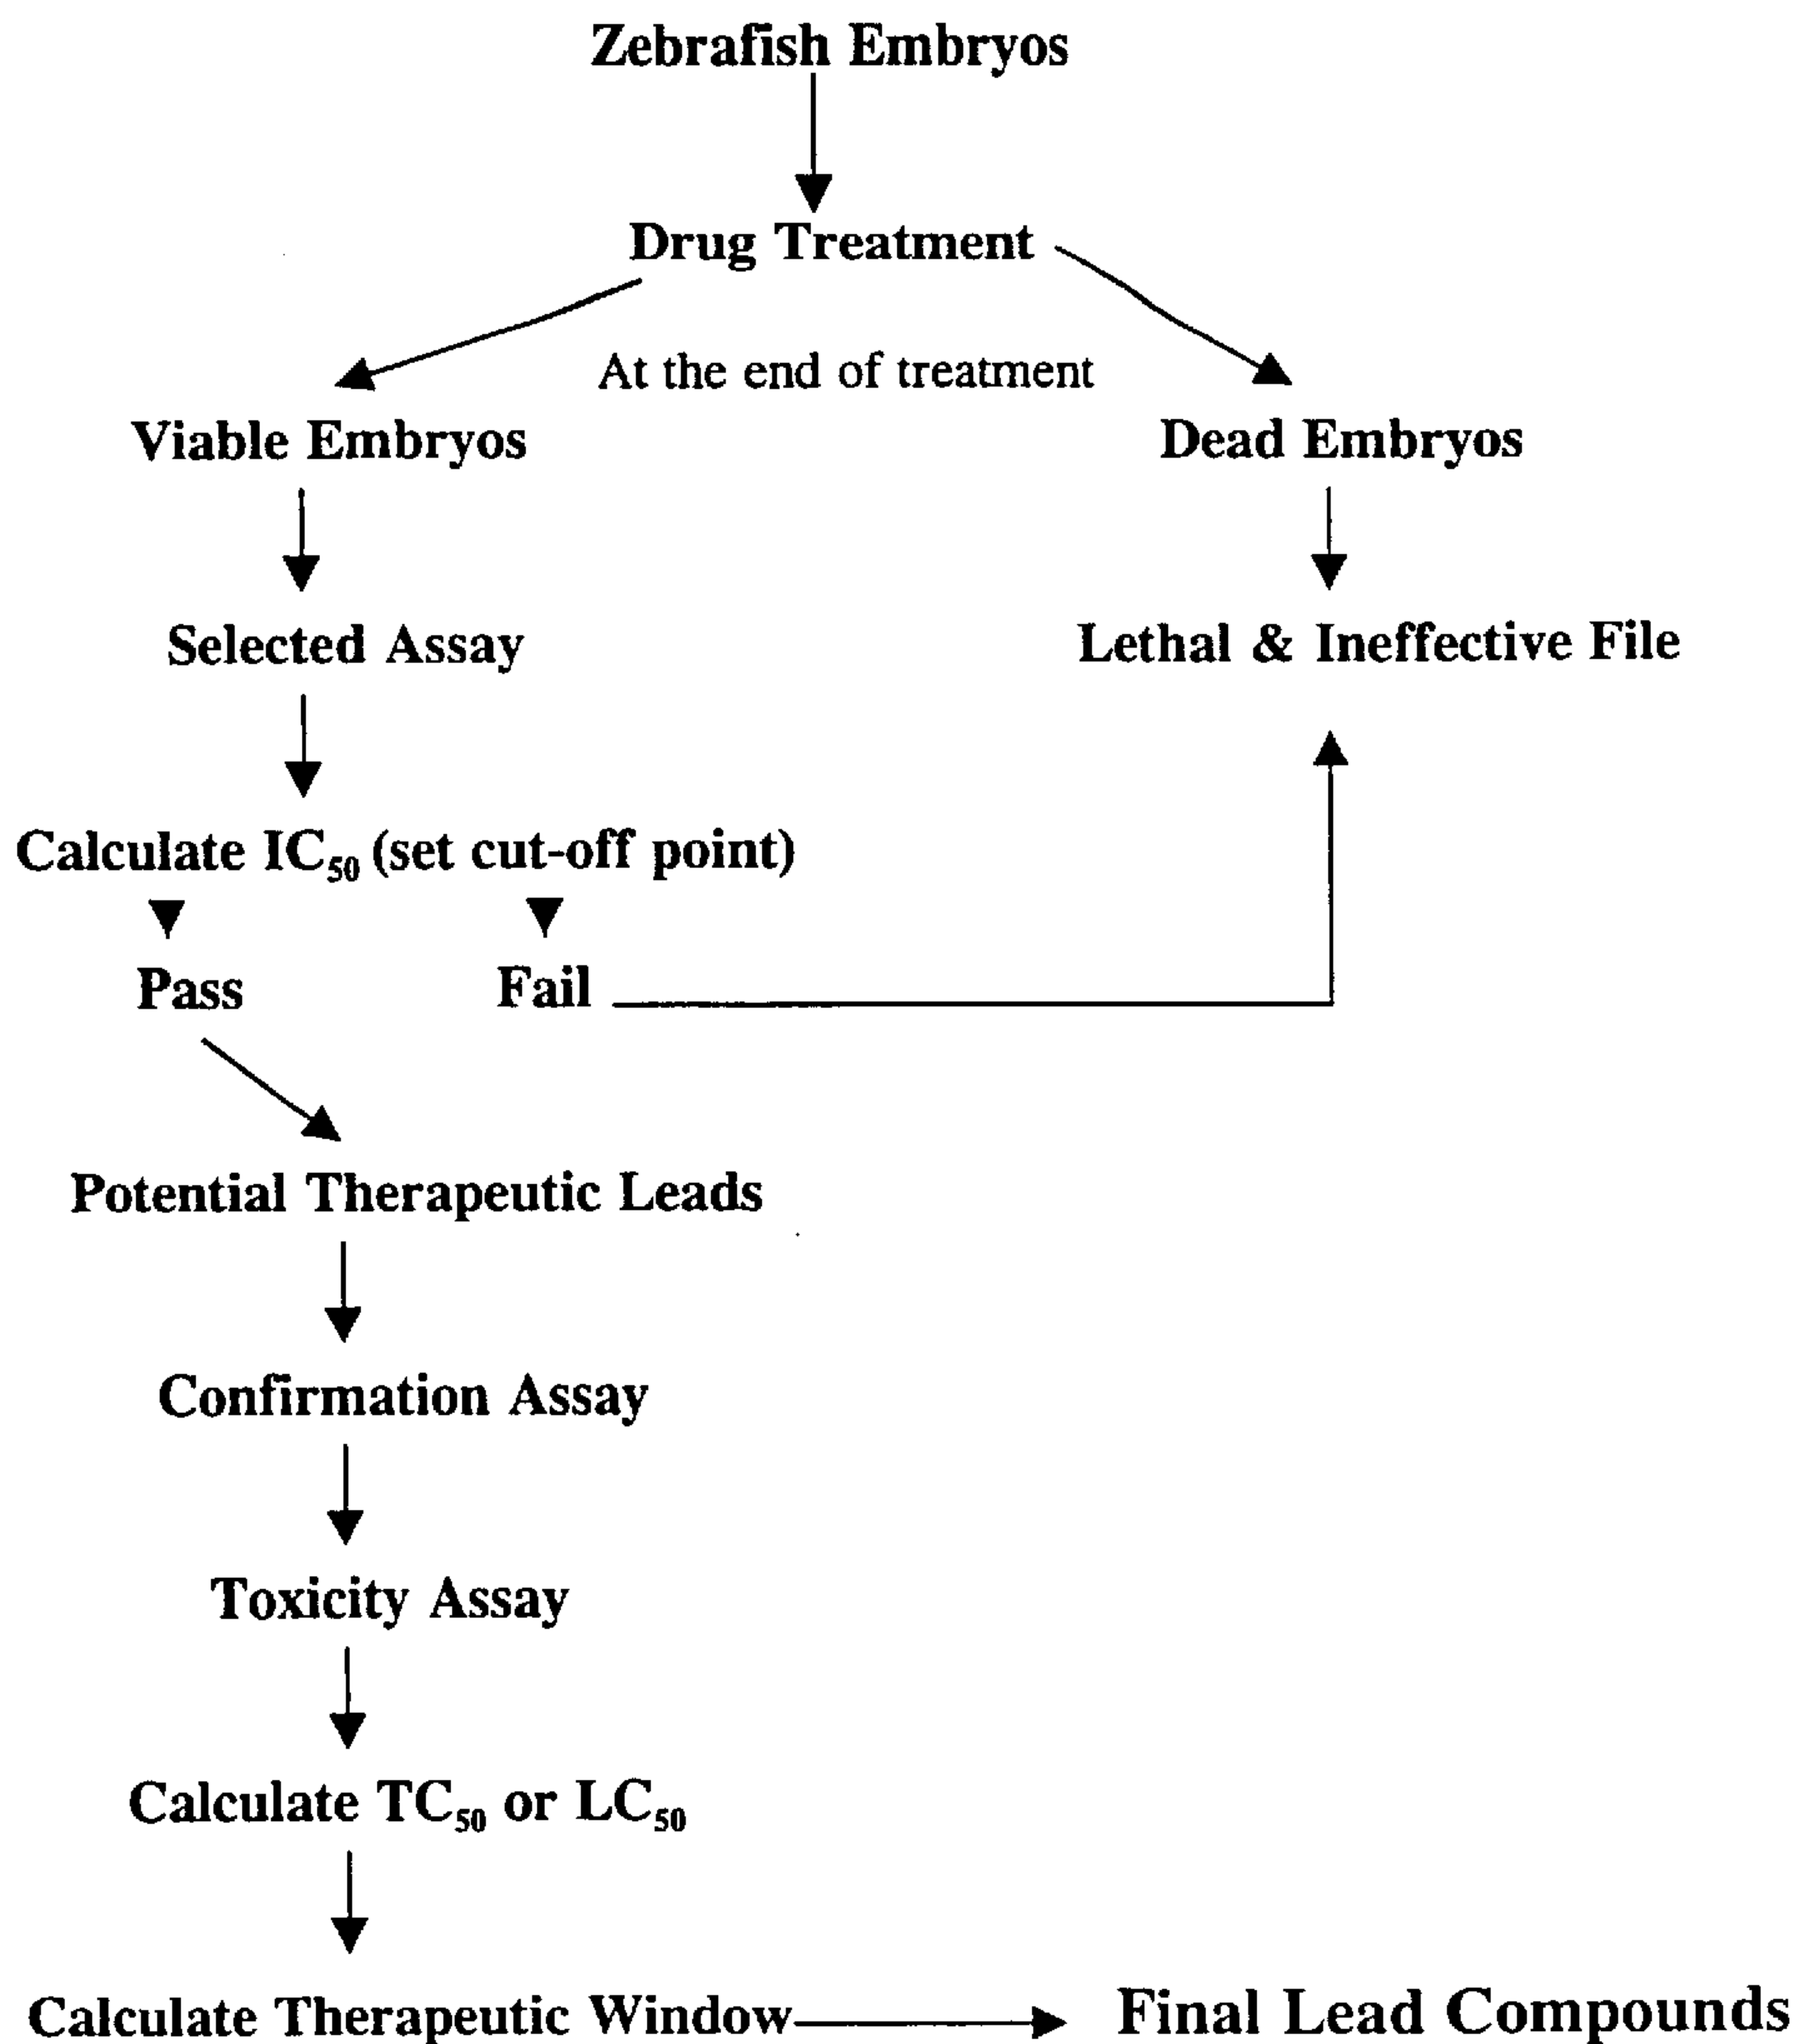 Zebrafish Embryos
Drug Treatment
At the end of treatment
Viable Embryos
Dead Embryos
Selected Assay
Lethal & Ineffective File
Calculate IC50 (set cut-off point)
Pass
Fail
Potential Therapeutic Leads
Confirmation Assay
Toxicity Assay
Calculate TC50 or LC50
Calculate Therapeutic Window
Final Lead Compounds